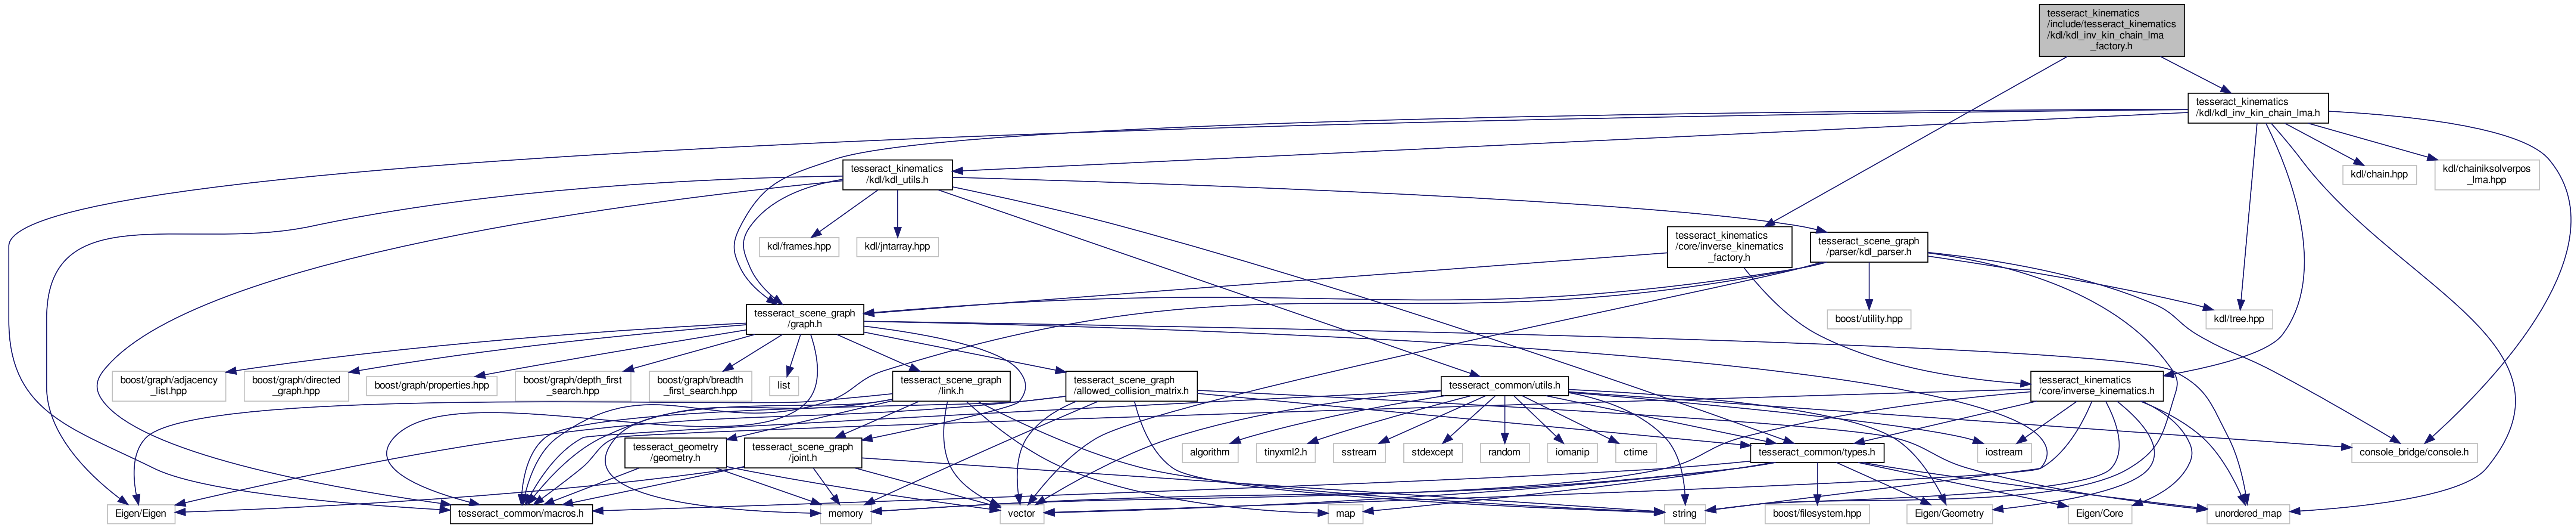 tesseract_kinematics
/include/tesseract_kinematics
/kdl/kdl_inv_kin_chain_lma
_factory.h
tesseract_kinematics
/kdl/kdl_inv_kin_chain_lma.h
tesseract_kinematics
/kdl/kdl_utils.h
kdl/chain.hpp
kdl/chainiksolverpos
_lma.hpp
kdl/frames.hpp
kdl/jntarray.hpp
tesseract_kinematics
/core/inverse_kinematics
_factory.h
tesseract_scene_graph
/parser/kdl_parser.h
tesseract_scene_graph
/graph.h
boost/utility.hpp
kdl/tree.hpp
boost/graph/adjacency
_list.hpp
boost/graph/directed
_graph.hpp
boost/graph/properties.hpp
boost/graph/depth_first
_search.hpp
boost/graph/breadth
_first_search.hpp
list
tesseract_scene_graph
/link.h
tesseract_scene_graph
/allowed_collision_matrix.h
tesseract_common/utils.h
tesseract_kinematics
/core/inverse_kinematics.h
tesseract_geometry
/geometry.h
tesseract_scene_graph
/joint.h
algorithm
tinyxml2.h
sstream
stdexcept
random
iomanip
ctime
tesseract_common/types.h
iostream
console_bridge/console.h
Eigen/Eigen
tesseract_common/macros.h
memory
vector
map
string
boost/filesystem.hpp
Eigen/Geometry
Eigen/Core
unordered_map